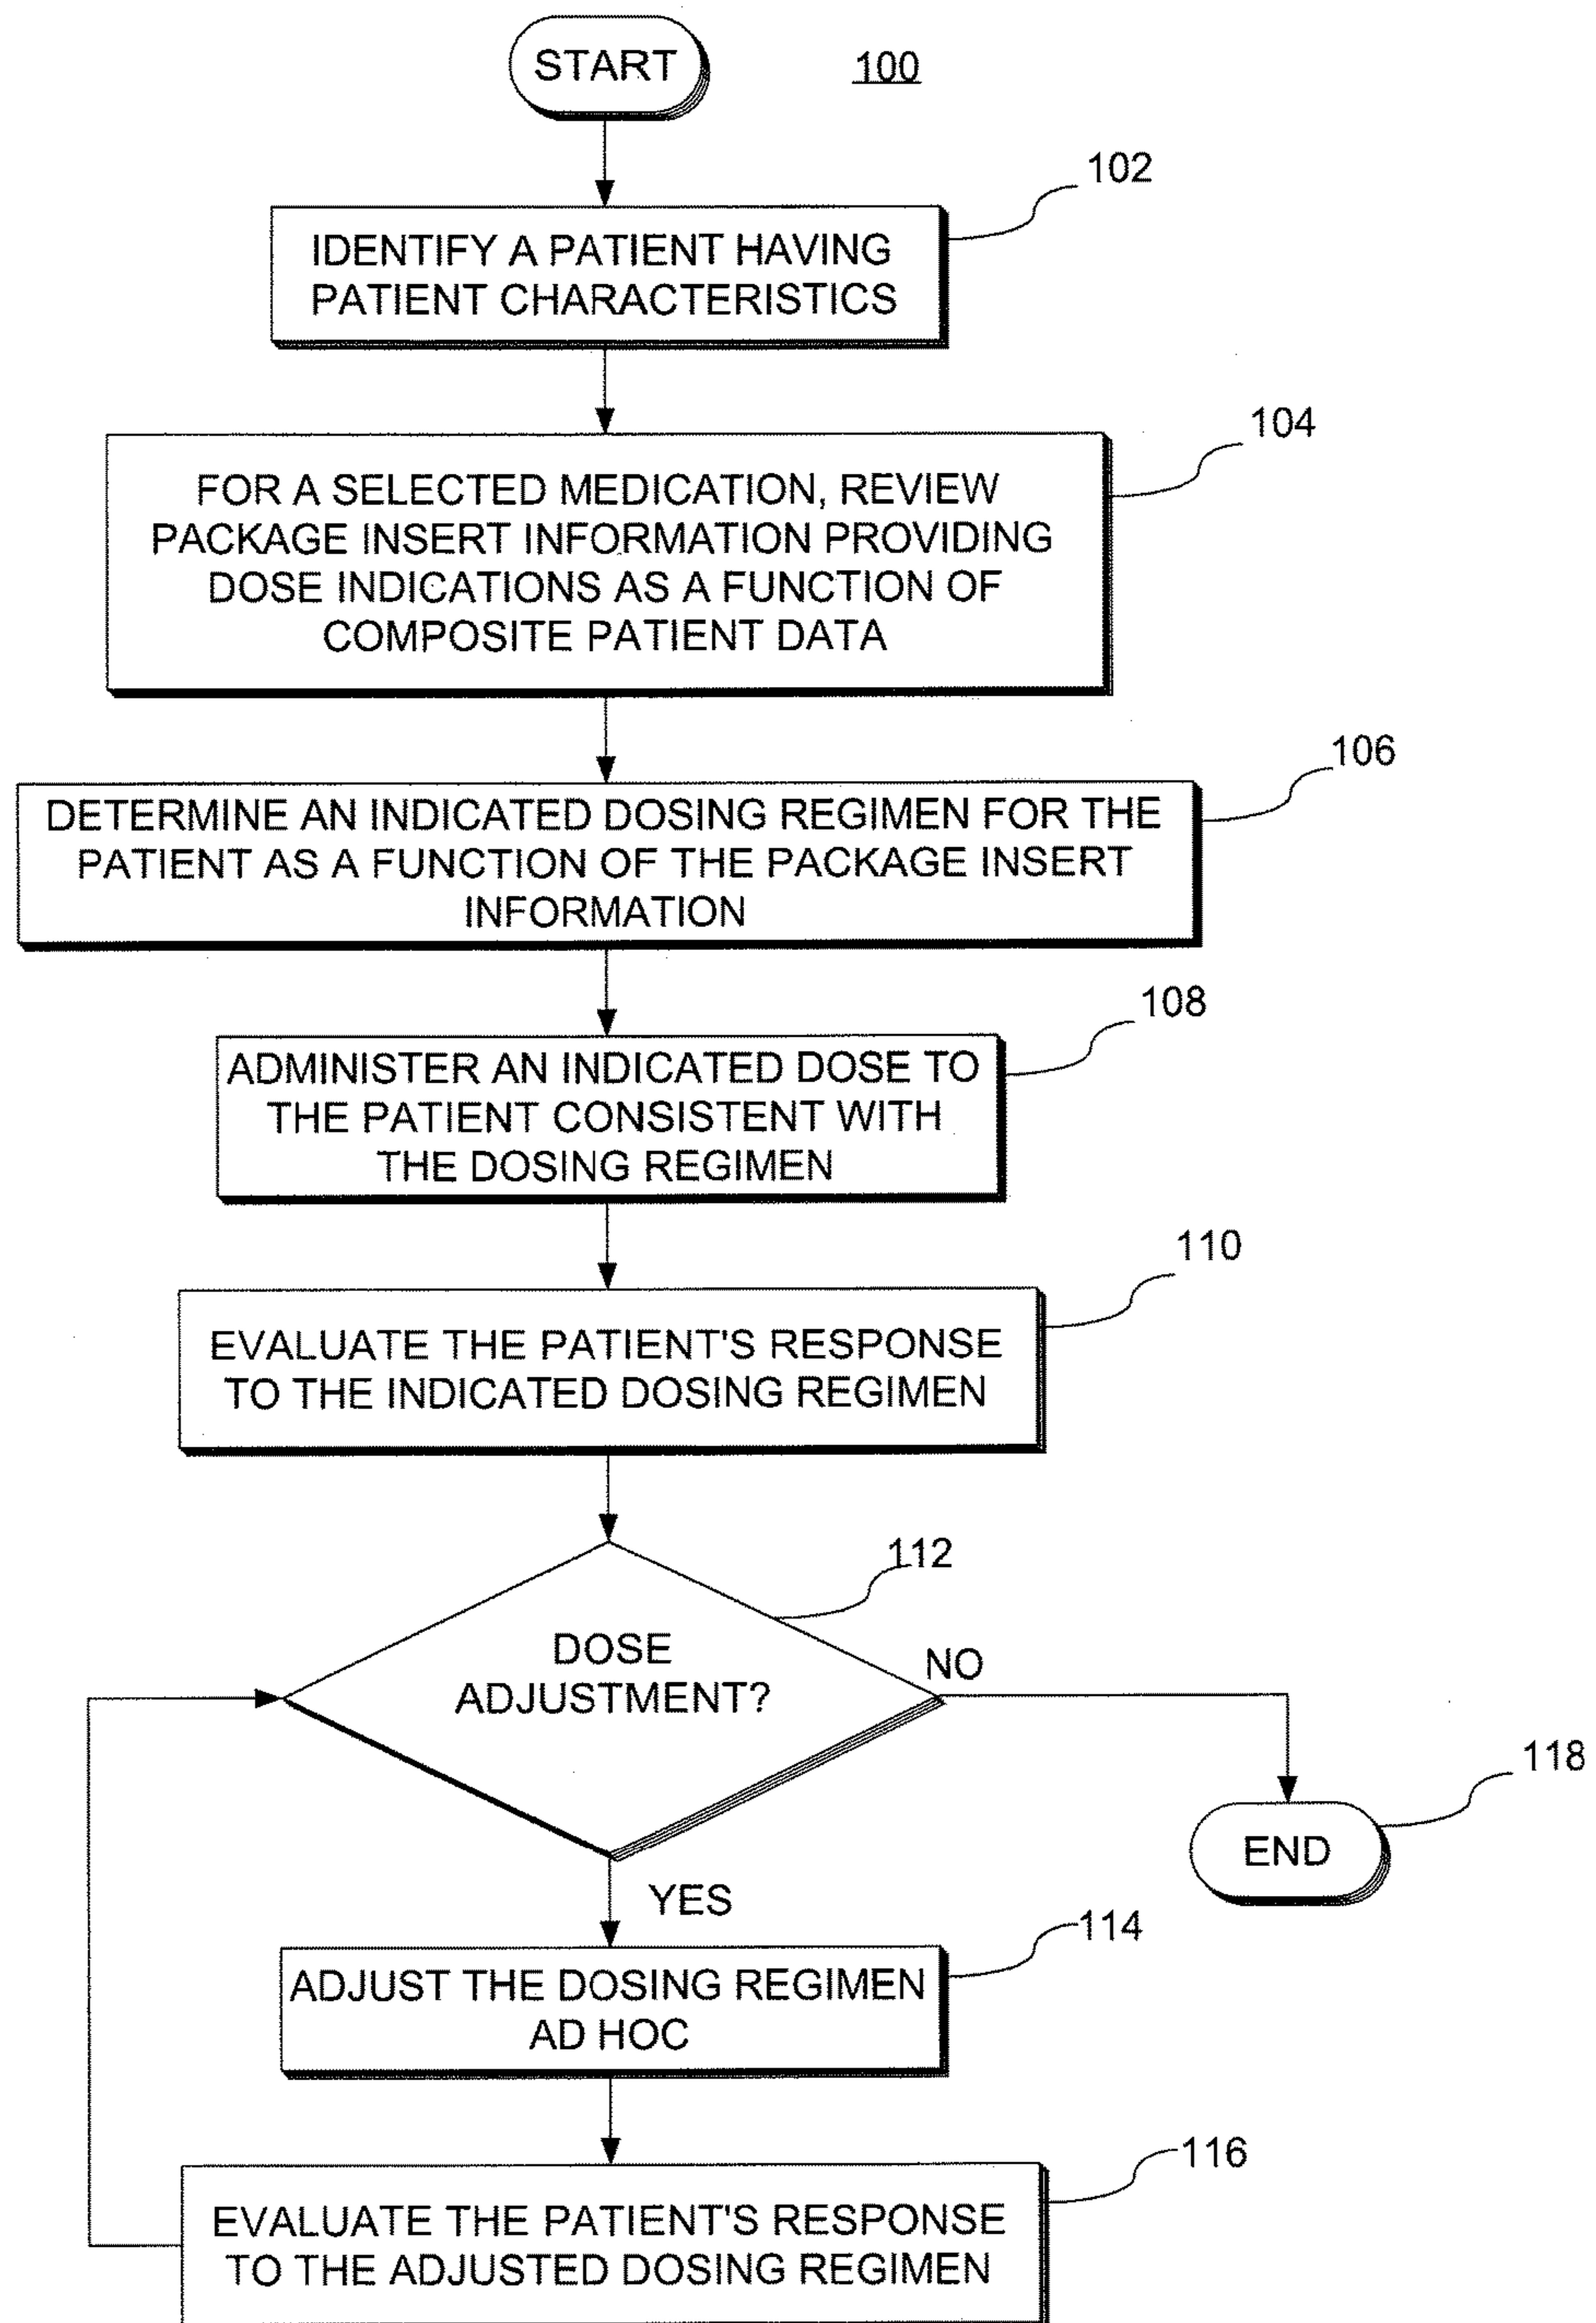 START
100
102
IDENTIFY A PATIENT HAVING
PATIENT CHARACTERISTICS
104
FOR A SELECTED MEDICATION, REVIEW
PACKAGE INSERT INFORMATION PROVIDING
DOSE INDICATIONS AS A FUNCTION OF
COMPOSITE PATIENT DATA
106
DETERMINE AN INDICATED DOSING REGIMEN FOR THE
PATIENT AS A FUNCTION OF THE PACKAGE INSERT
INFORMATION
108
ADMINISTER AN INDICATED DOSE TO
THE PATIENT CONSISTENT WITH
THE DOSING REGIMEN
110
EVALUATE THE PATIENT'S RESPONSE
TO THE INDICATED DOSING REGIMEN
112
DOSE
ADJUSTMENT?
NO
118
END
YES
114
ADJUST THE DOSING REGIMEN
AD HOC
116
EVALUATE THE PATIENT'S RESPONSE
TO THE ADJUSTED DOSING REGIMEN